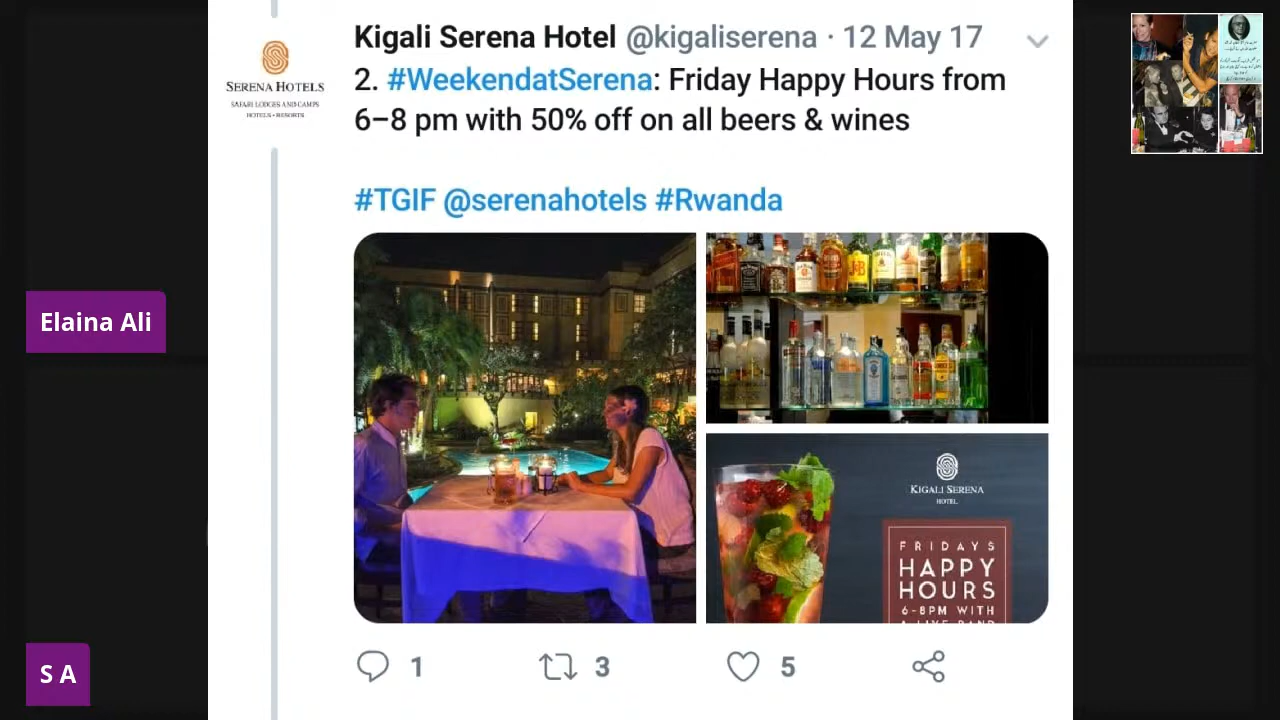 Kigali Serena Hotel @kigaliserena · 12 May 17
SERENA HOTELS
SAFARI LODGES AND CAMPS
HOTELS • RESORTS
2. #WeekendatSerena: Friday Happy Hours from
6–8 pm with 50% off on all beers & wines
#TGIF @serenahotels #Rwanda
J&B
KIGALI SERENA
HOTEL
FRIDAYS
HAPPY
HOURS
6-8PM WITH
A LIVE BAND
1
3
5
Elaina Ali
S A